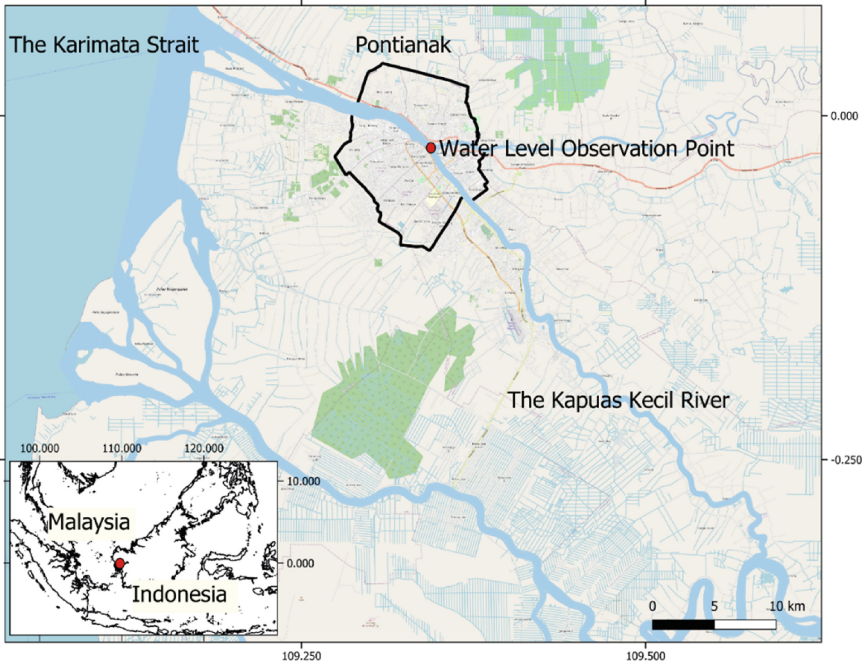 The Karimata Strait
Pontianak
0.000
Water Level Observation Point
The Kapuas Kecil River
-0.250
100.000 110.000 120.000
10.000
Malaysia
0.000
Indonesia
0 5 10 km
109.250 109.500